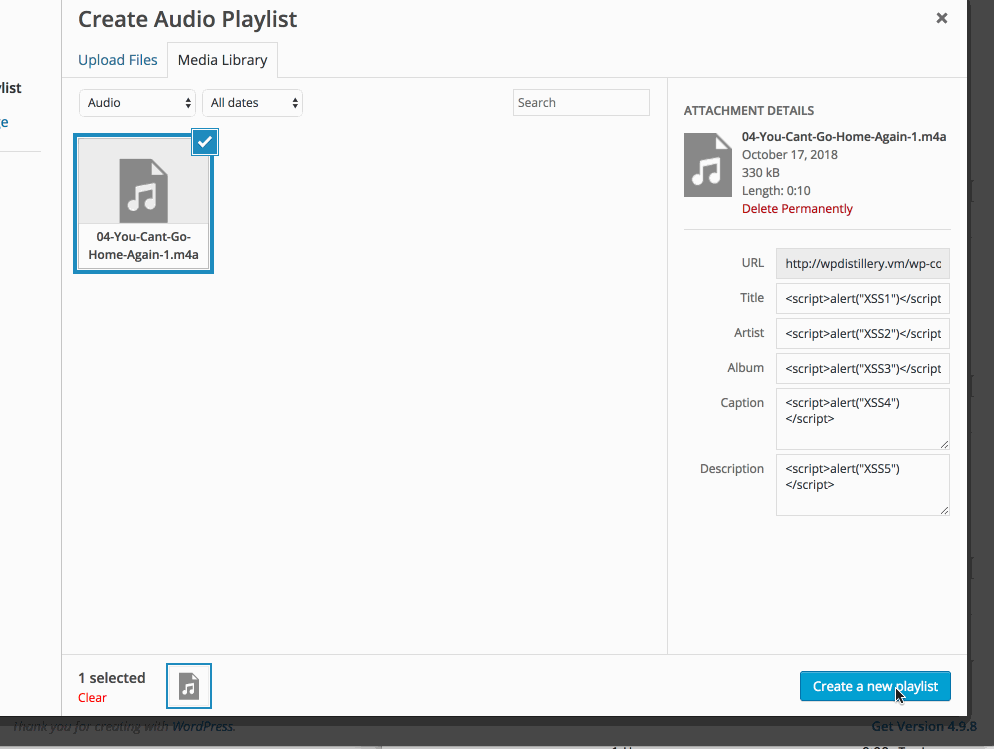 Create Audio Playlist
×
Upload Files
Media Library
list
e
Audio
All dates
Search
04-You-Cant-Go-
Home-Again-1.m4a
ATTACHMENT DETAILS
04-You-Cant-Go-Home-Again-1.m4a
October 17, 2018
330 kB
Length: 0:10
Delete Permanently
URL http://wpdistillery.vm/wp-co
Title <script>alert("XSS1")</script
Artist <script>alert("XSS2")</script
Album <script>alert("XSS3")</script
Caption <script>alert("XSS4")
</script>
Description <script>alert("XSS5")
</script>
1 selected
Clear
Create a new playlist
Thank you for creating with WordPress.
Get Version 4.9.8